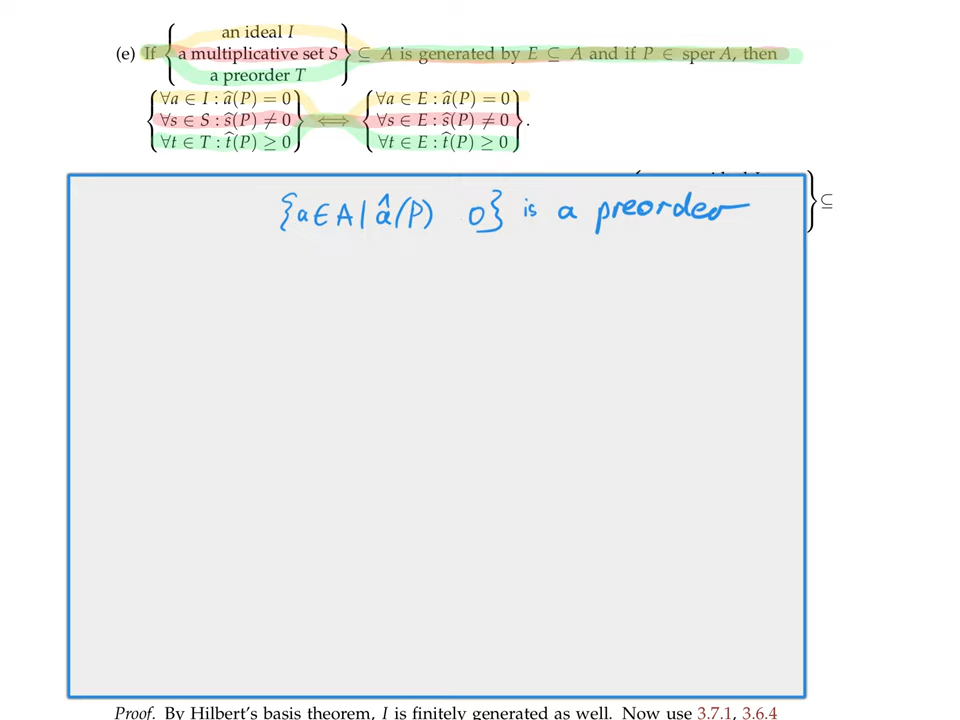 an ideal I
(e) If { a multiplicative set S } ⊆ A is generated by E ⊆ A and if P ∈ sper A, then
a preorder T
∀a ∈ I : â(P) = 0 ∀a ∈ E : â(P) = 0
∀s ∈ S : ŝ(P) ≠ 0 ⟺ ∀s ∈ E : ŝ(P) ≠ 0 .
∀t ∈ T : t̂(P) ≥ 0 ∀t ∈ E : t̂(P) ≥ 0
} ⊆
{a ∈ A | â(P) 0} is a preorder
Proof. By Hilbert's basis theorem, I is finitely generated as well. Now use 3.7.1, 3.6.4